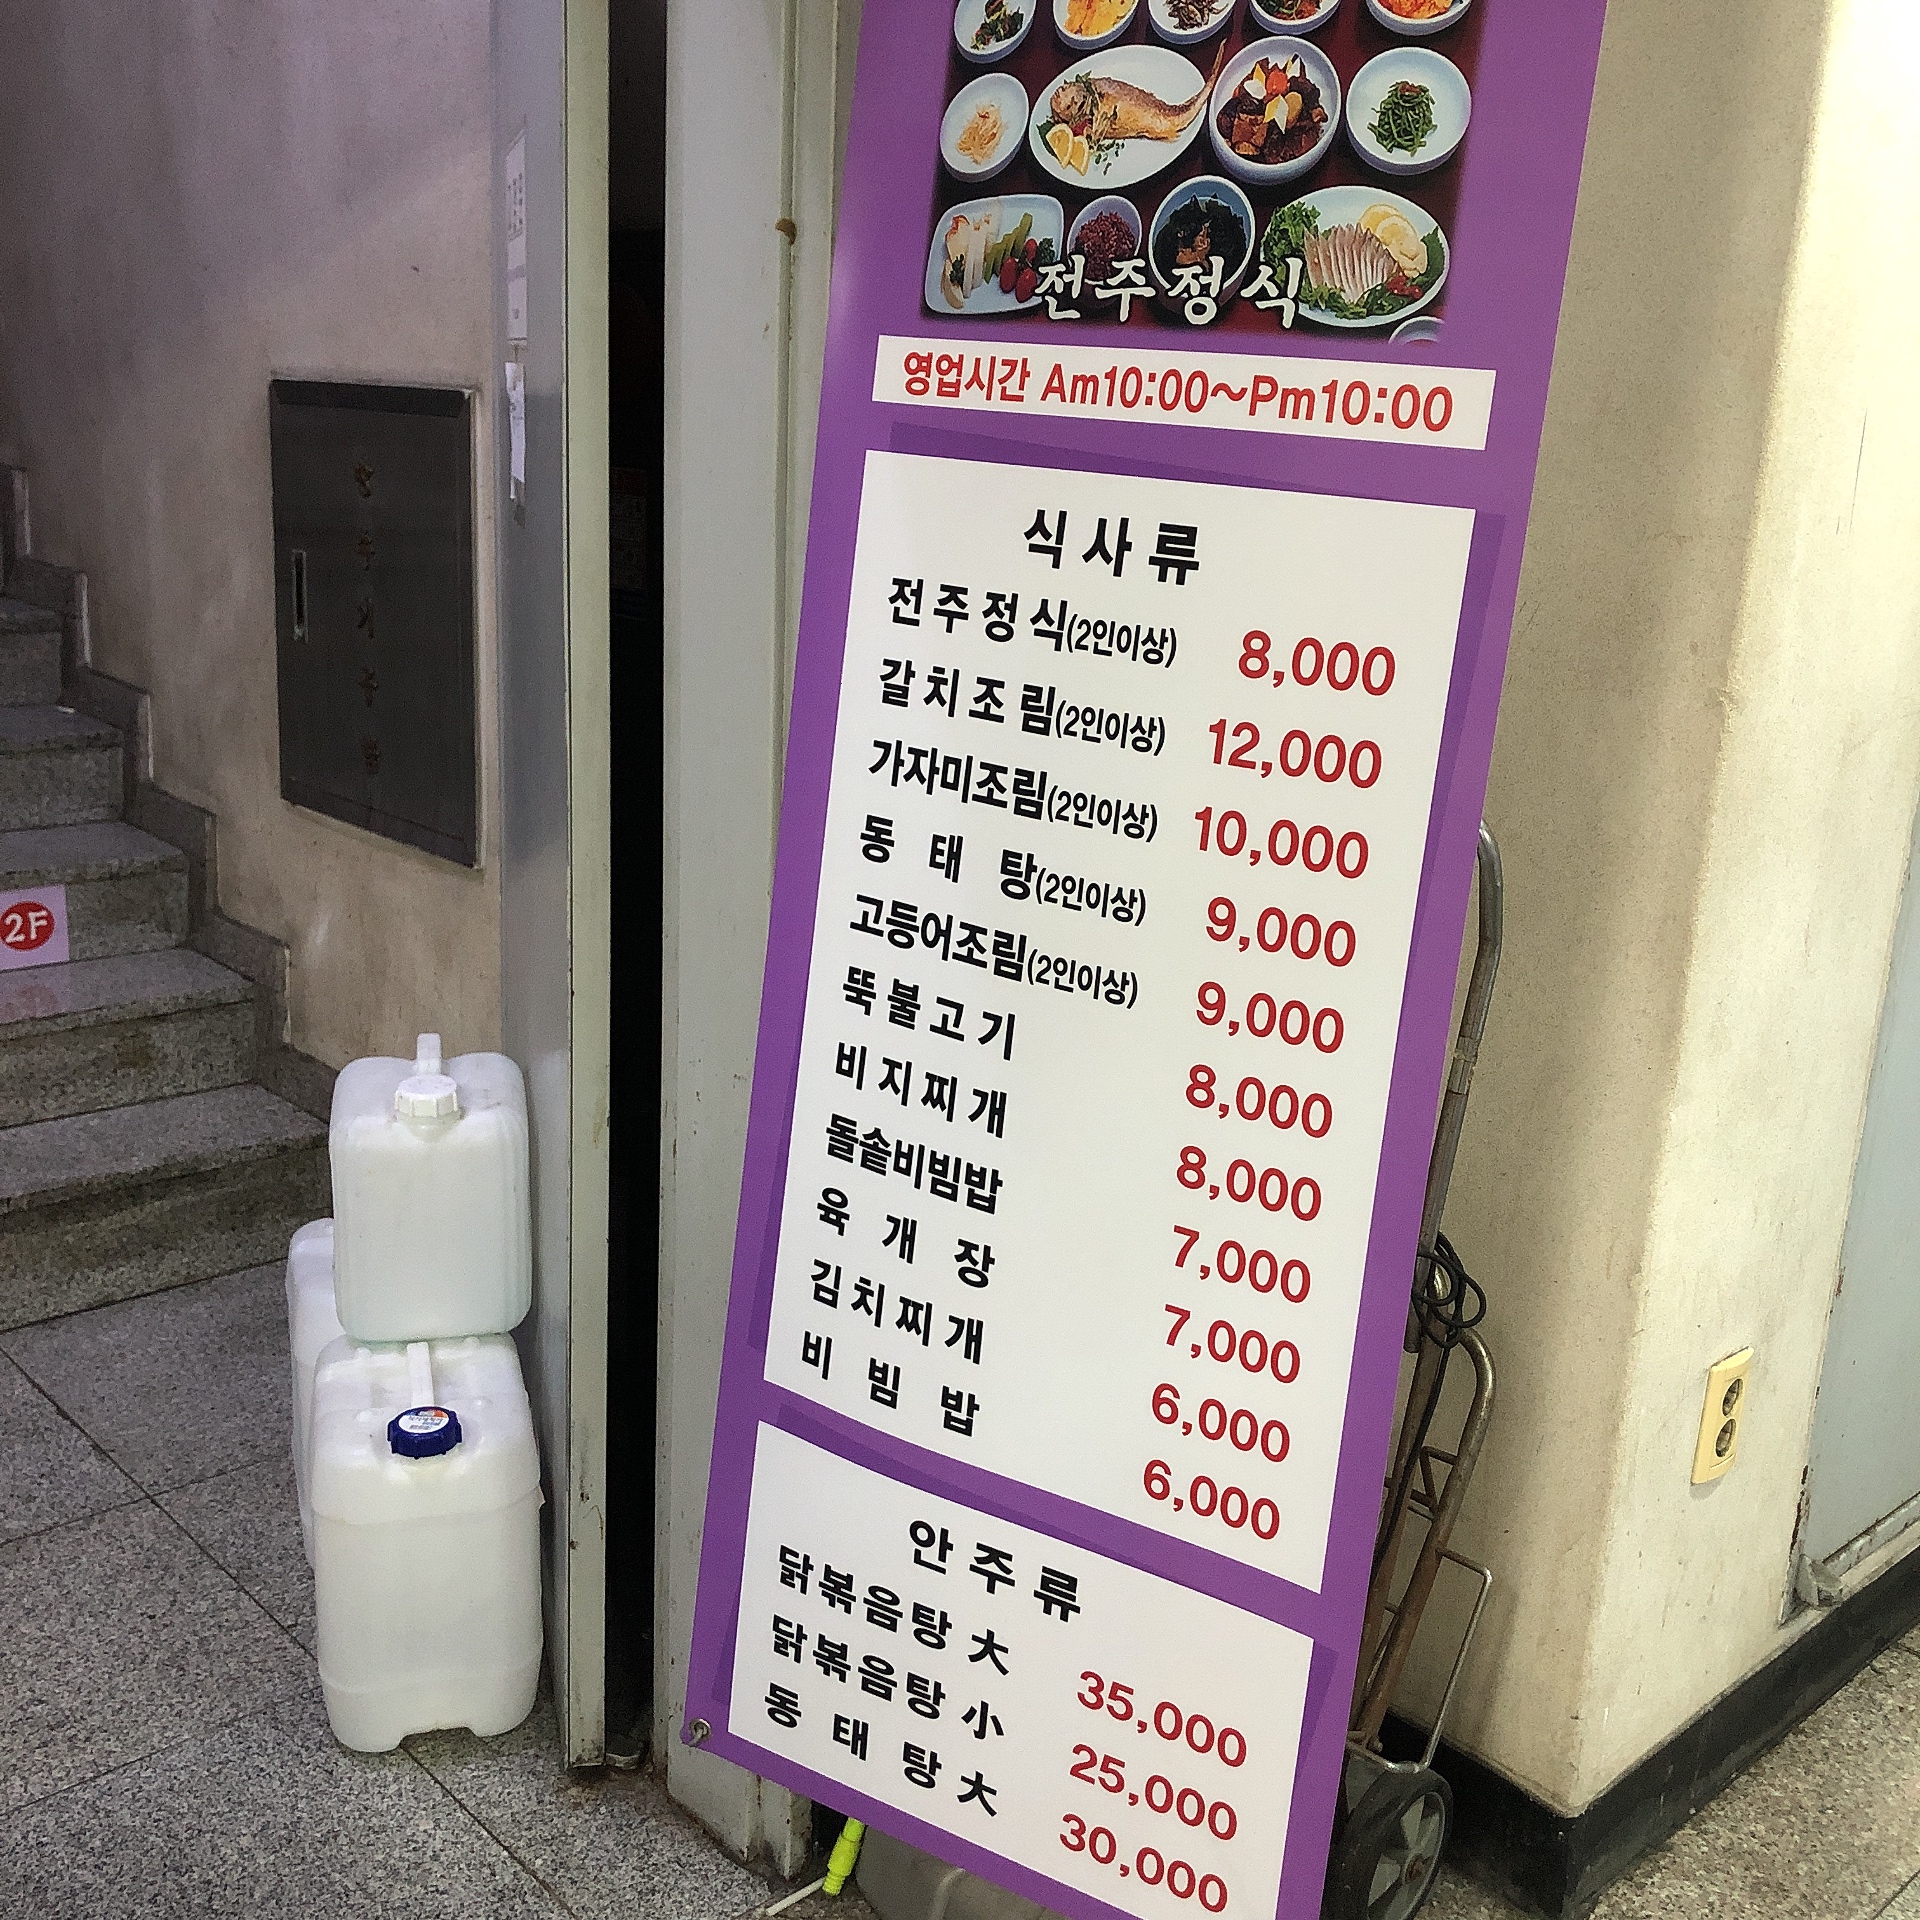 전주정식
영업시간 Am10:00~Pm10:00
식사류
전주정식(2인이상) 8,000
갈치조림(2인이상) 12,000
가자미조림(2인이상) 10,000
동태탕(2인이상) 9,000
고등어조림(2인이상) 9,000
뚝불고기 8,000
비지찌개 8,000
돌솥비빔밥 7,000
육개장 7,000
김치찌개 6,000
비빔밥 6,000
안주류
닭볶음탕 大 35,000
닭볶음탕 小 25,000
동태탕 大 30,000
2F